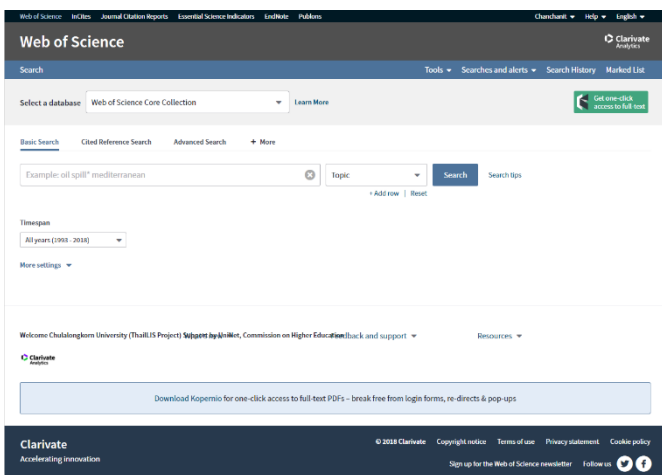 Web of Science InCites Journal Citation Reports Essential Science Indicators EndNote Publons Chanchanit Help English
Web of Science
Clarivate
Analytics
Search Tools Searches and alerts Search History Marked List
Select a database Web of Science Core Collection Learn More
Get one-click
access to full-text
Basic Search Cited Reference Search Advanced Search + More
Example: oil spill* mediterranean Topic Search Search tips
+ Add row | Reset
Timespan
All years (1993 - 2018)
More settings
Welcome Chulalongkorn University (ThaiLIS Project) Support by UniNet, Commission on Higher Education
Feedback and support Resources
Clarivate
Analytics
Download Kopernio for one-click access to full-text PDFs – break free from login forms, re-directs & pop-ups
Clarivate
Accelerating innovation
© 2018 Clarivate Copyright notice Terms of use Privacy statement Cookie policy
Sign up for the Web of Science newsletter Follow us